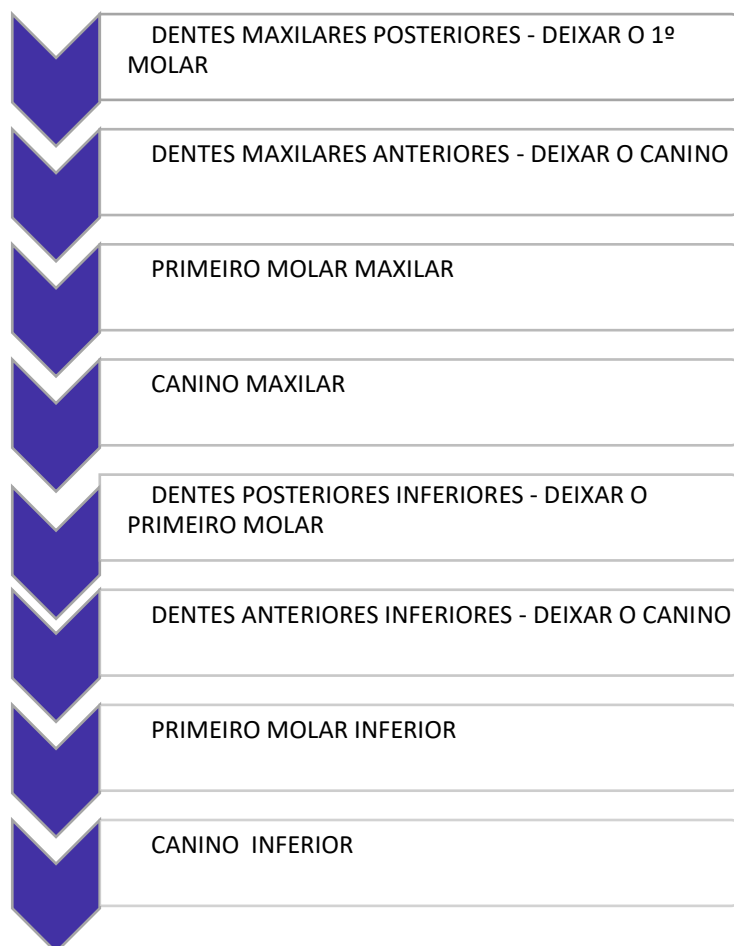 DENTES MAXILARES POSTERIORES - DEIXAR O 1º
MOLAR
DENTES MAXILARES ANTERIORES - DEIXAR O CANINO
PRIMEIRO MOLAR MAXILAR
CANINO MAXILAR
DENTES POSTERIORES INFERIORES - DEIXAR O
PRIMEIRO MOLAR
DENTES ANTERIORES INFERIORES - DEIXAR O CANINO
PRIMEIRO MOLAR INFERIOR
CANINO  INFERIOR